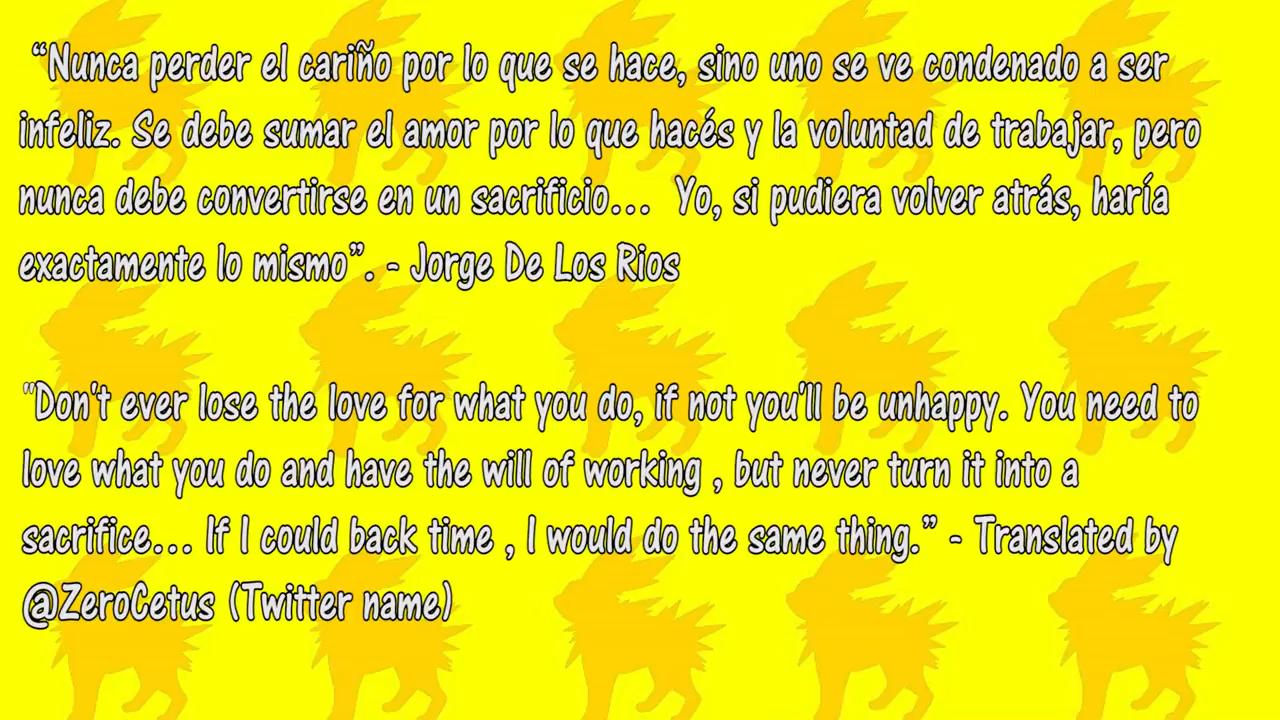 “Nunca perder el cariño por lo que se hace, sino uno se ve condenado a ser
infeliz. Se debe sumar el amor por lo que hacés y la voluntad de trabajar, pero
nunca debe convertirse en un sacrificio... Yo, si pudiera volver atrás, haría
exactamente lo mismo”. - Jorge De Los Rios
"Don't ever lose the love for what you do, if not you'll be unhappy. You need to
love what you do and have the will of working , but never turn it into a
sacrifice... If I could back time , I would do the same thing.” - Translated by
@ZeroCetus (Twitter name)